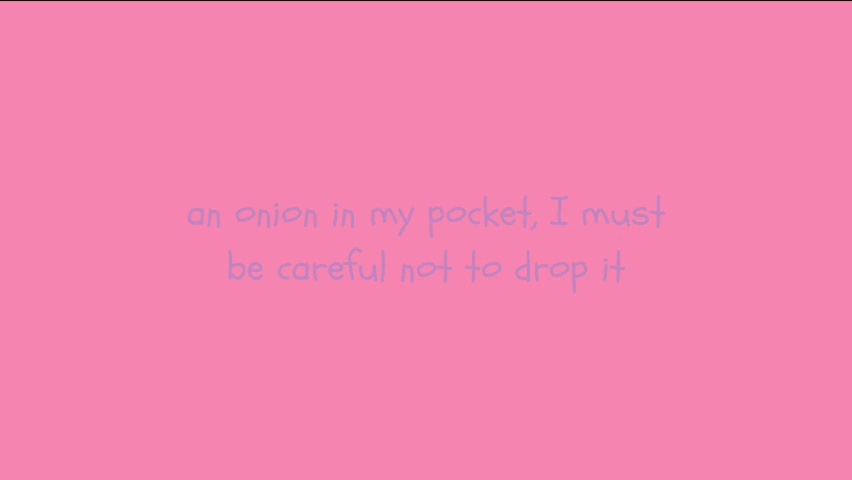 an onion in my pocket, I must
be careful not to drop it